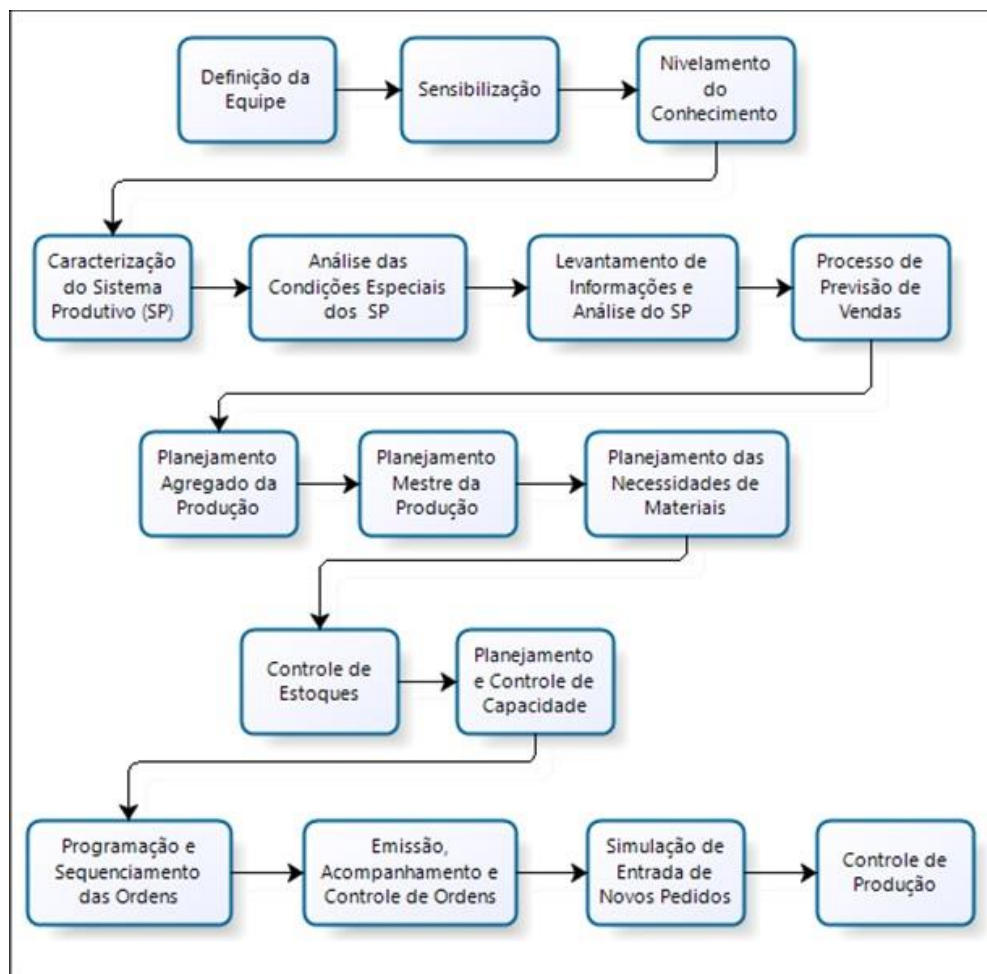 Definição da
Equipe
Sensibilização
Nivelamento
do
Conhecimento
Caracterização
do Sistema
Produtivo (SP)
Análise das
Condições Especiais
dos SP
Levantamento de
Informações e
Análise do SP
Processo de
Previsão de
Vendas
Planejamento
Agregado da
Produção
Planejamento
Mestre da
Produção
Planejamento das
Necessidades de
Materiais
Controle de
Estoques
Planejamento
e Controle de
Capacidade
Programação e
Sequenciamento
das Ordens
Emissão,
Acompanhamento e
Controle de Ordens
Simulação de
Entrada de
Novos Pedidos
Controle de
Produção